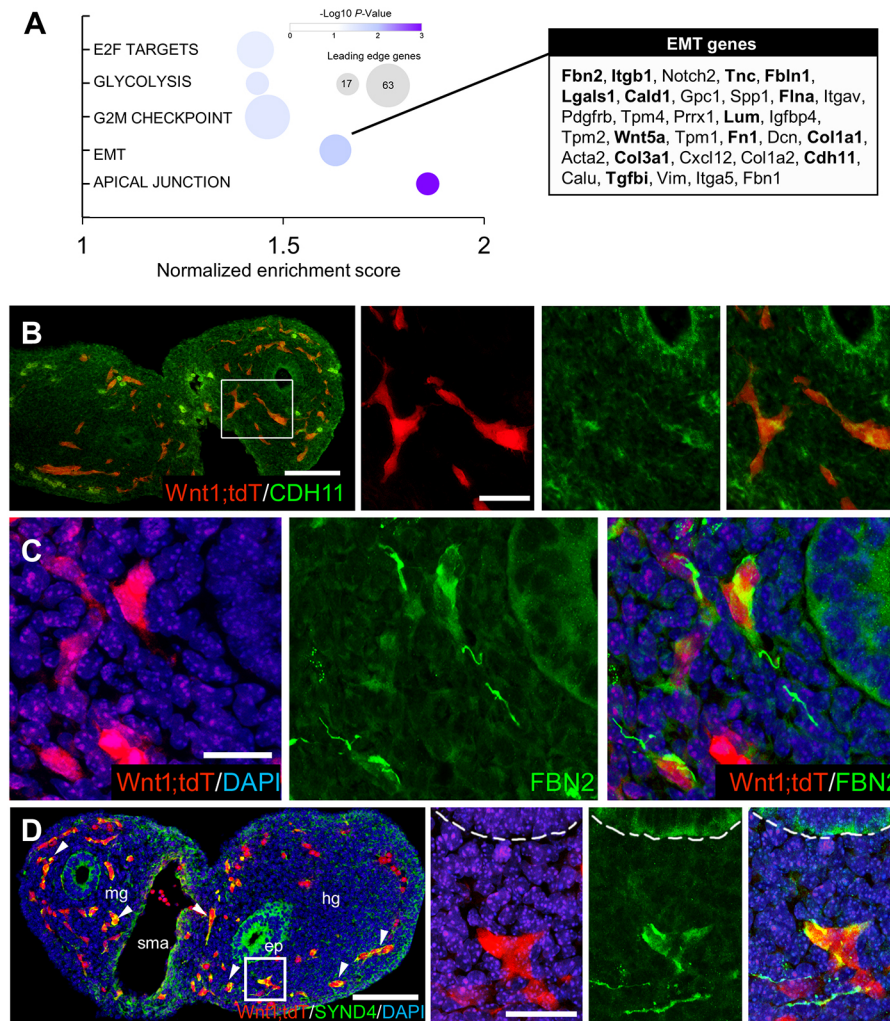 A
-Log10 P-Value
0 1 2 3
Leading edge genes
17 63
E2F TARGETS
GLYCOLYSIS
G2M CHECKPOINT
EMT
APICAL JUNCTION
1 1.5 2
Normalized enrichment score
EMT genes
Fbn2, Itgb1, Notch2, Tnc, Fbln1,
Lgals1, Cald1, Gpc1, Spp1, Flna, Itgav,
Pdgfrb, Tpm4, Prrx1, Lum, Igfbp4,
Tpm2, Wnt5a, Tpm1, Fn1, Dcn, Col1a1,
Acta2, Col3a1, Cxcl12, Col1a2, Cdh11,
Calu, Tgfbi, Vim, Itga5, Fbn1
B
Wnt1;tdT/CDH11
C
Wnt1;tdT/DAPI
FBN2
Wnt1;tdT/FBN2
D
mg
sma
hg
ep
Wnt1;tdT/SYND4/DAPI